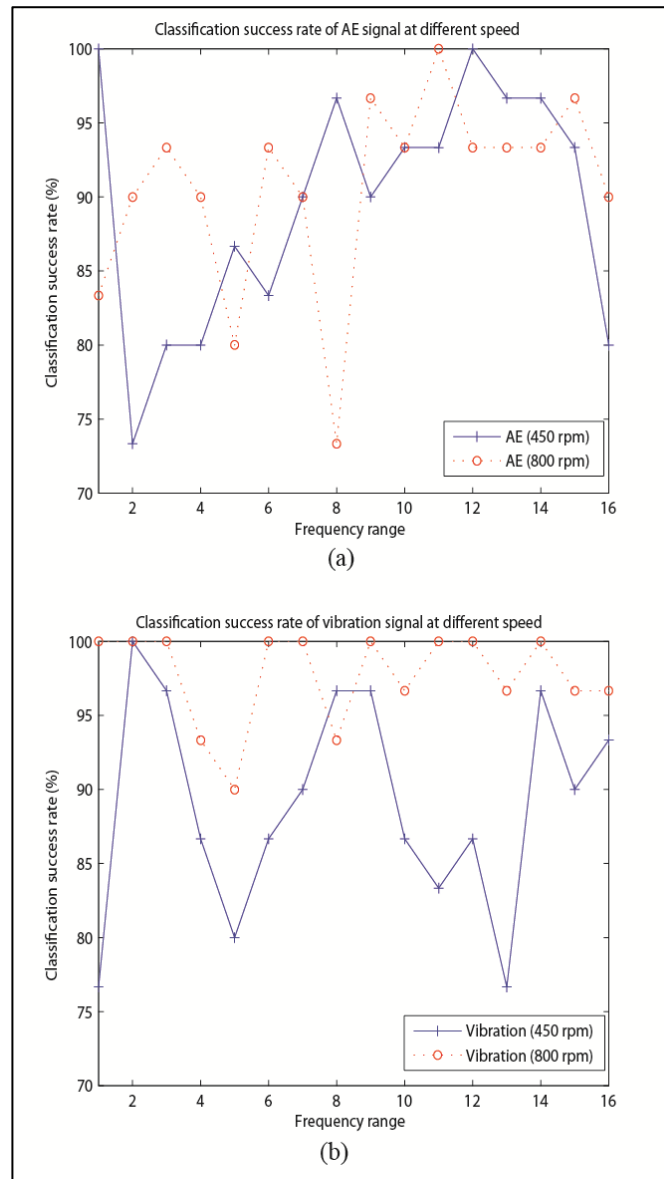 Classification success rate of AE signal at different speed
Classification success rate (%)
100
95
90
85
80
75
70
2 4 6 8 10 12 14 16
AE (450 rpm)
AE (800 rpm)
Frequency range
(a)
Classification success rate of vibration signal at different speed
Classification success rate (%)
100
95
90
85
80
75
70
2 4 6 8 10 12 14 16
Vibration (450 rpm)
Vibration (800 rpm)
Frequency range
(b)